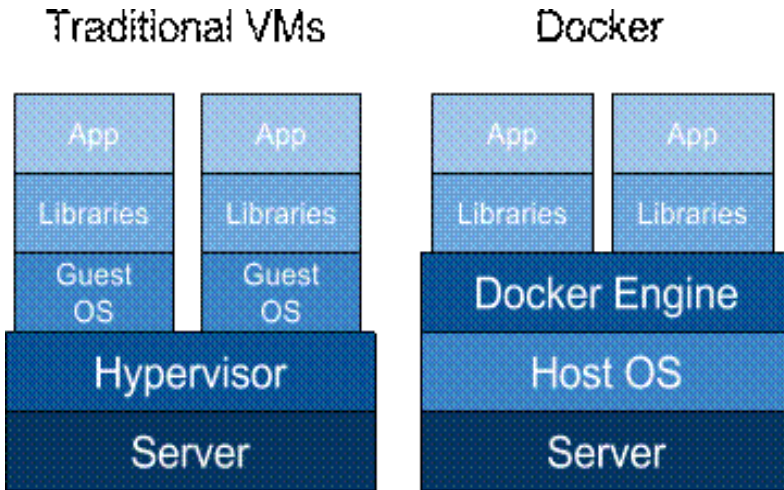 Traditional VMs
App
App
Libraries
Libraries
Guest
OS
Guest
OS
Hypervisor
Server
Docker
App
App
Libraries
Libraries
Docker Engine
Host OS
Server